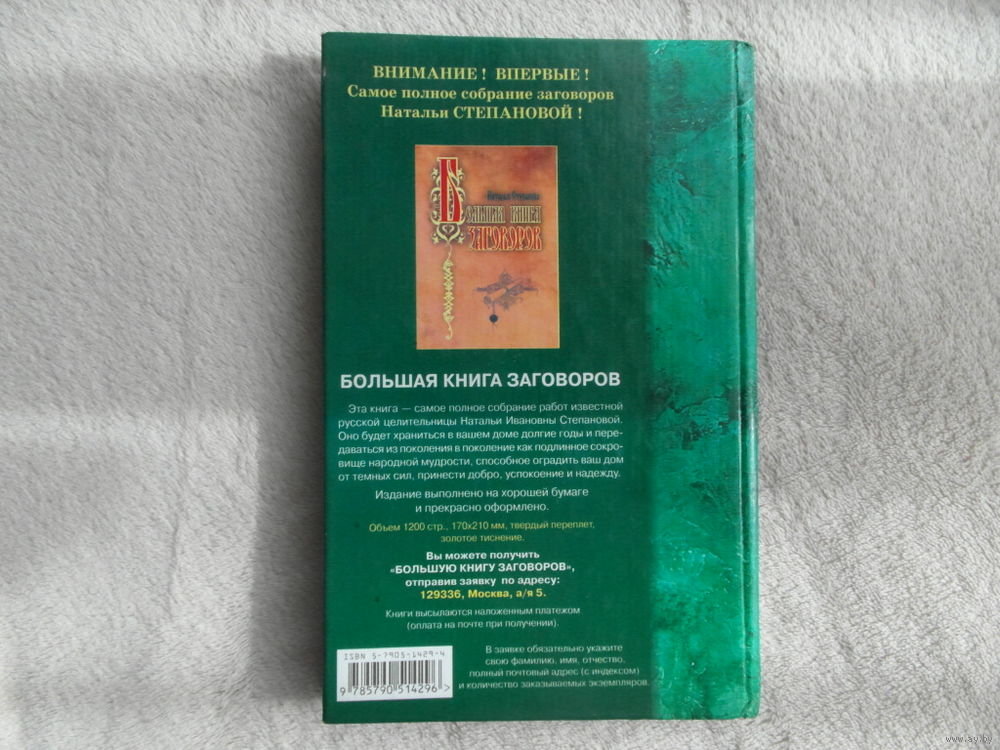 ВНИМАНИЕ! ВПЕРВЫЕ!
Самое полное собрание заговоров
Натальи СТЕПАНОВОЙ!
Наталья Степанова
Большая книга
ЗАГОВОРОВ
БОЛЬШАЯ КНИГА ЗАГОВОРОВ
Эта книга — самое полное собрание работ известной
русской целительницы Натальи Ивановны Степановой.
Оно будет храниться в вашем доме долгие годы и пере-
даваться из поколения в поколение как подлинное сокро-
вище народной мудрости, способное оградить ваш дом
от темных сил, принести добро, успокоение и надежду.
Издание выполнено на хорошей бумаге
и прекрасно оформлено.
Объем 1200 стр., 170х210 мм, твердый переплет,
золотое тиснение.
Вы можете получить
«БОЛЬШУЮ КНИГУ ЗАГОВОРОВ»,
отправив заявку по адресу:
129336, Москва, а/я 5.
Книги высылаются наложенным платежом
(оплата на почте при получении).
В заявке обязательно укажите
свою фамилию, имя, отчество,
полный почтовый адрес (с индексом)
и количество заказываемых экземпляров.
ISBN 5-7905-1429-4
9 785790 514296 >
www.ay.by